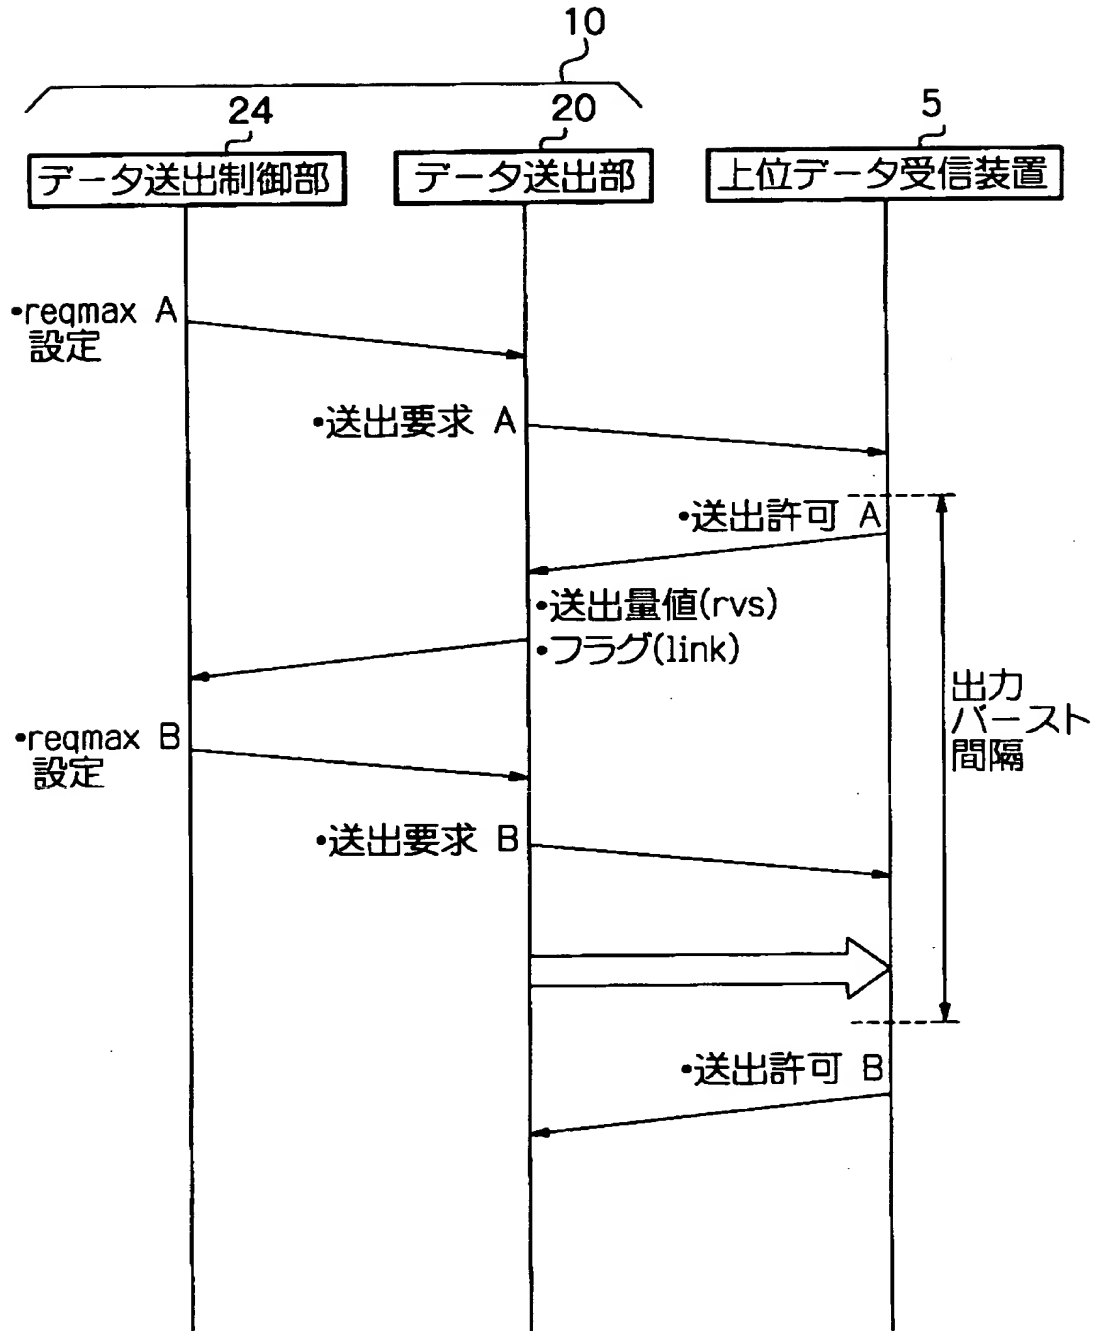 10
24
20
5
データ送出制御部
データ送出部
上位データ受信装置
•reqmax A
設定
•送出要求 A
•送出許可 A
•送出量値(rvs)
•フラグ(link)
出力
バースト
間隔
•reqmax B
設定
•送出要求 B
•送出許可 B